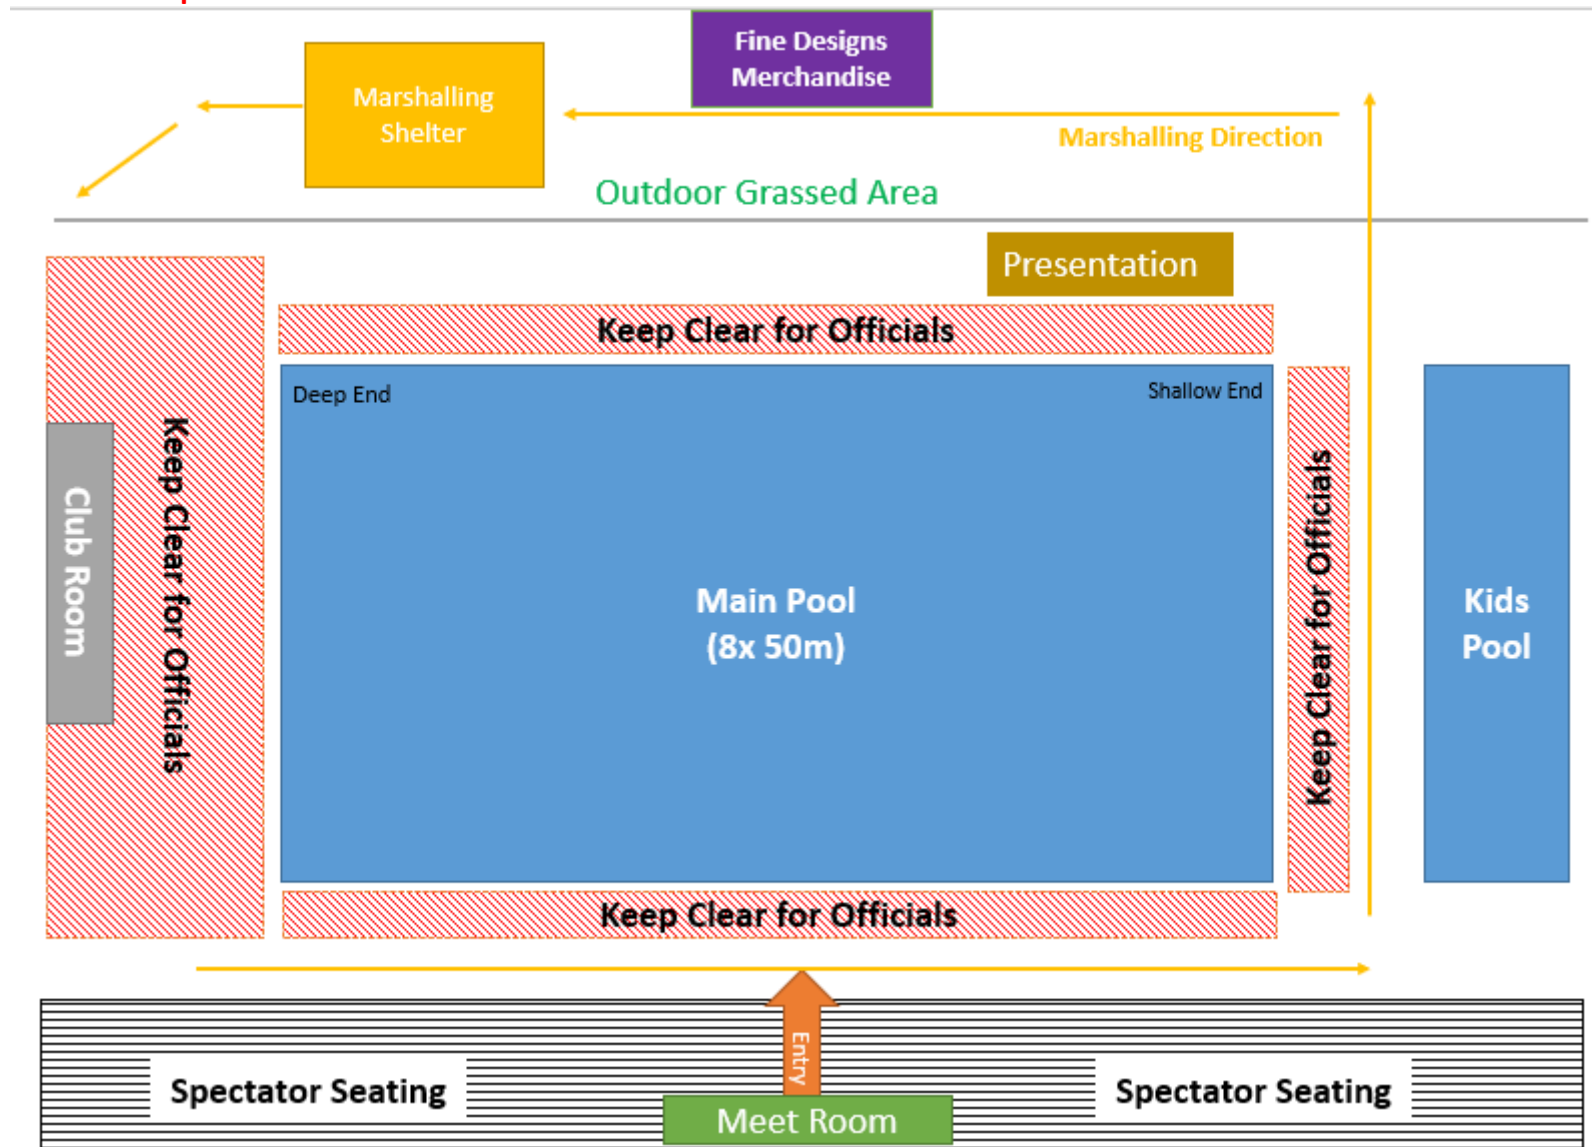 Fine Designs
Merchandise
Marshalling
Shelter
Marshalling Direction
Outdoor Grassed Area
Presentation
Keep Clear for Officials
Deep End
Shallow End
Club Room
Keep Clear for Officials
Main Pool
(8x 50m)
Keep Clear for Officials
Kids
Pool
Keep Clear for Officials
Entry
Spectator Seating
Spectator Seating
Meet Room